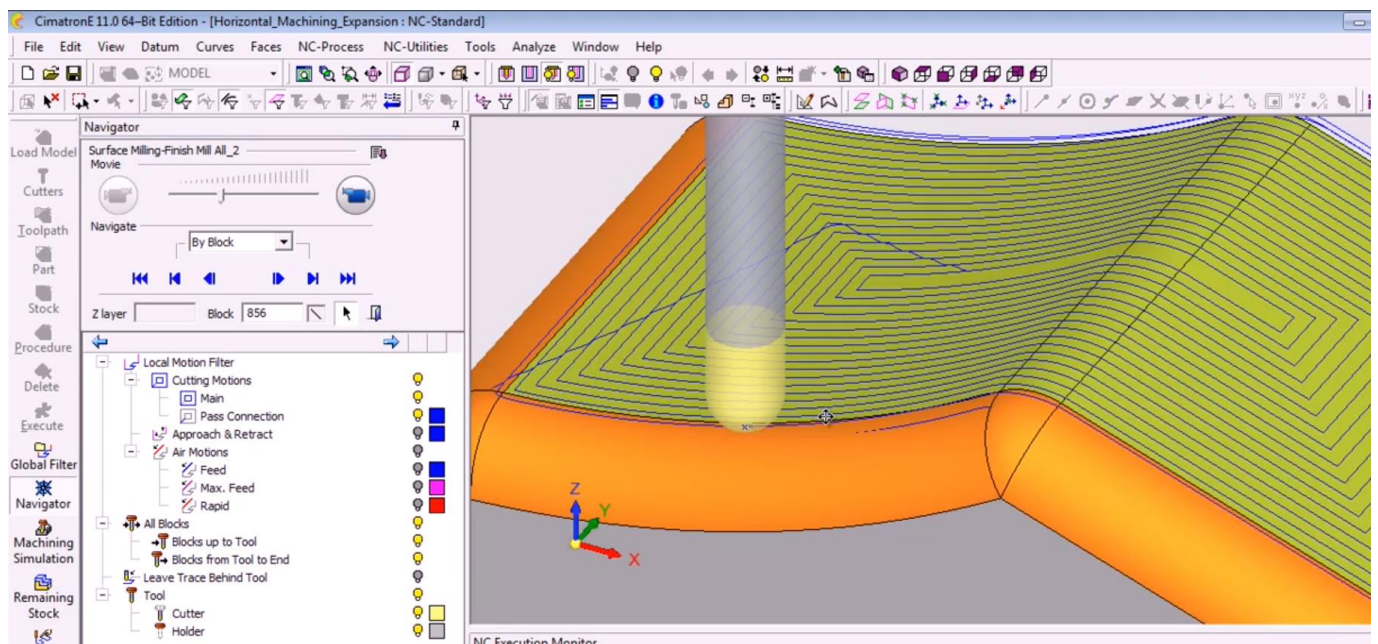 CimatronE 11.0 64–Bit Edition - [Horizontal_Machining_Expansion : NC-Standard]
File Edit View Datum Curves Faces NC-Process NC-Utilities Tools Analyze Window Help
MODEL
Load Model
Cutters
Toolpath
Part
Stock
Procedure
Delete
Execute
Global Filter
Navigator
Machining
Simulation
Remaining
Stock
Navigator
Surface Milling-Finish Mill All_2
Movie
Navigate
By Block
Z layer Block 856
Local Motion Filter
Cutting Motions
Main
Pass Connection
Approach & Retract
Air Motions
Feed
Max. Feed
Rapid
All Blocks
Blocks up to Tool
Blocks from Tool to End
Leave Trace Behind Tool
Tool
Cutter
Holder
Z
Y
X
NC Execution Monitor